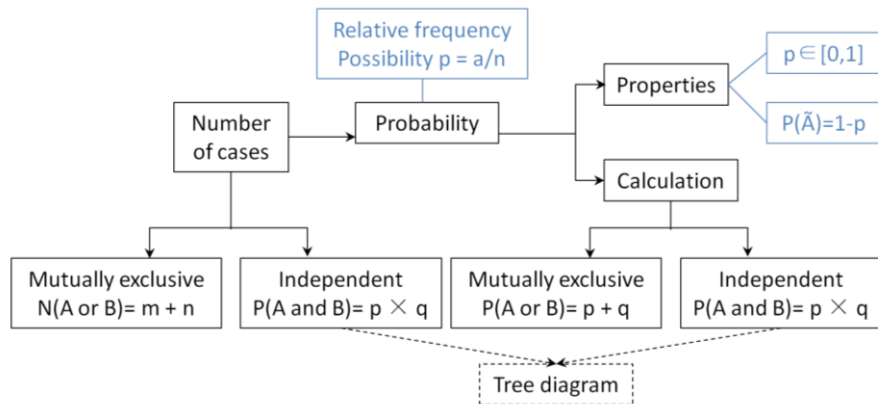 Relative frequency
Possibility p = a/n
p∈[0,1]
Properties
Number
of cases
Probability
P(Ã)=1-p
Calculation
Mutually exclusive
N(A or B)= m + n
Independent
P(A and B)= p × q
Mutually exclusive
P(A or B)= p + q
Independent
P(A and B)= p × q
Tree diagram